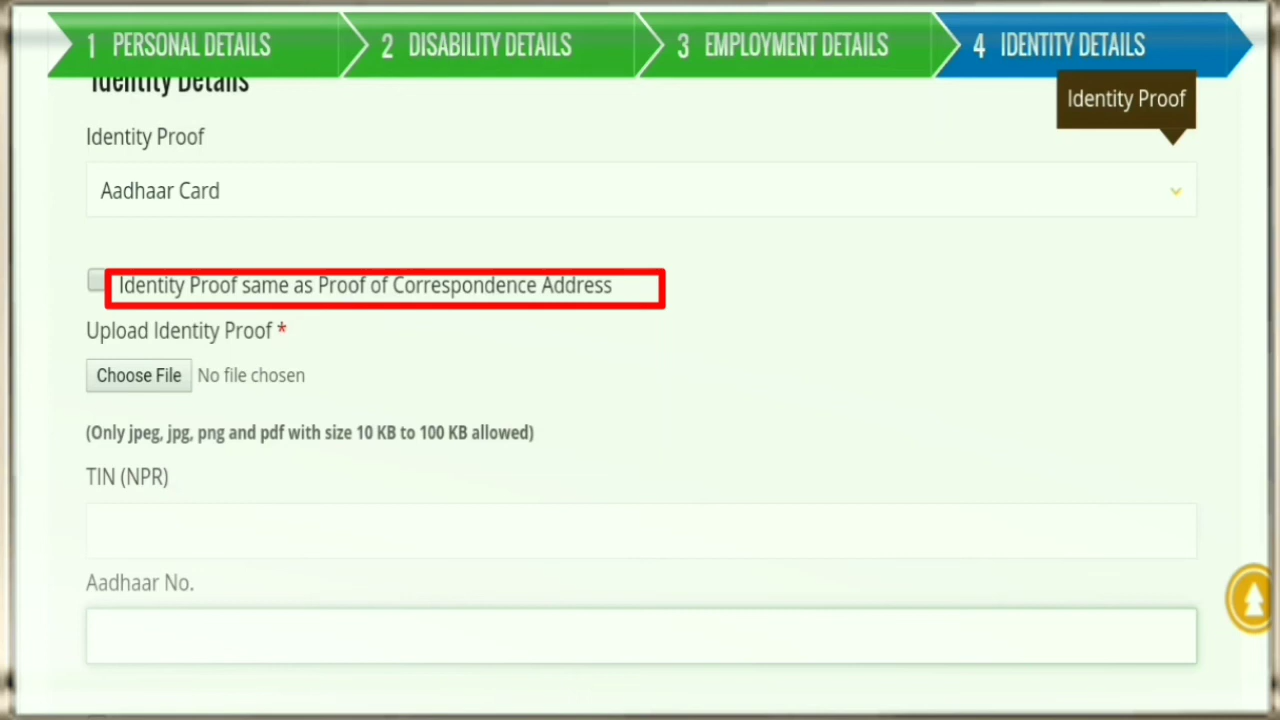 1 PERSONAL DETAILS
2 DISABILITY DETAILS
3 EMPLOYMENT DETAILS
4 IDENTITY DETAILS
Identity Details
Identity Proof
Identity Proof
Aadhaar Card
Identity Proof same as Proof of Correspondence Address
Upload Identity Proof *
Choose File No file chosen
(Only jpeg, jpg, png and pdf with size 10 KB to 100 KB allowed)
TIN (NPR)
Aadhaar No.